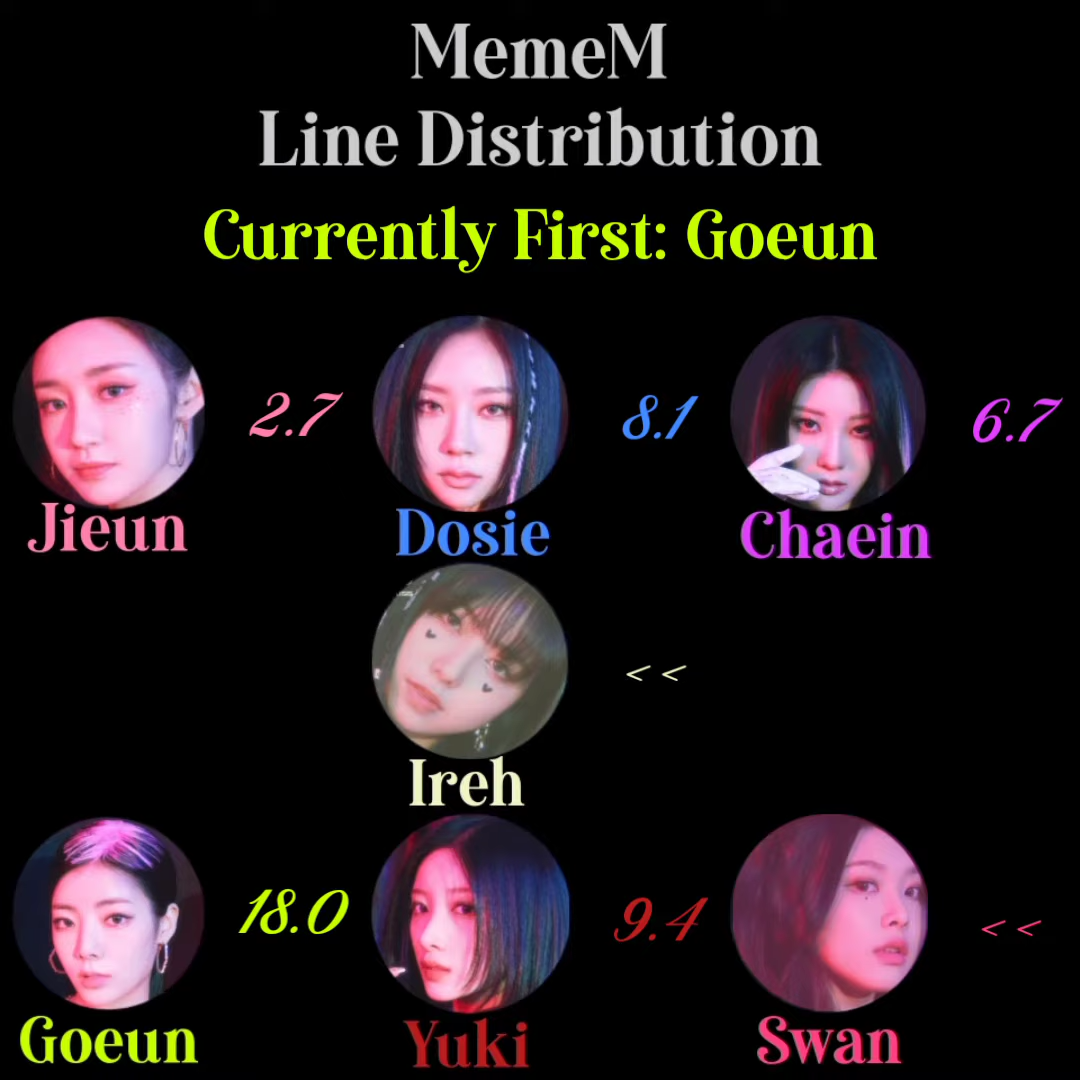 MemeM
Line Distribution
Currently First: Goeun
2.7 8.1 6.7
Jieun Dosie Chaein
<<
Ireh
18.0 9.4 <<
Goeun Yuki Swan